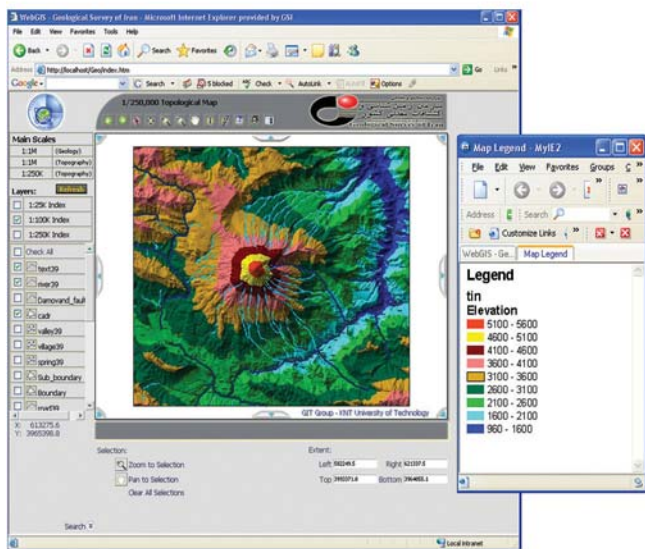 WebGIS - Geological Survey of Iran - Microsoft Internet Explorer provided by GSI
File Edit View Favorites Tools Help
Back Search Favorites
Address http://localhost/Geo/index.htm Go Links
Google Search 5 blocked Check AutoLink Options
1/250,000 Topological Map
Main Scales
1:1M (Geology)
1:1M (Topography)
1:250K (Topography)
Layers: Refresh
1:25K Index
1:100K Index
1:250K Index
Check All
text39
river39
Damovand_fault
cadr
valley39
village39
spring39
Sub_boundary
Boundary
road39
X: 613275.6
Y: 3965398.8
GIT Group - KNT University of Technology
Selection:
Zoom to Selection
Pan to Selection
Clear All Selections
Extent:
Left Right
Top Bottom
Search
Local intranet
Map Legend - MyIE2
File Edit View Favorites Groups
Address Search
Customize Links
WebGIS - Ge... Map Legend
Legend
tin
Elevation
5100 - 5600
4600 - 5100
4100 - 4600
3600 - 4100
3100 - 3600
2600 - 3100
2100 - 2600
1600 - 2100
960 - 1600